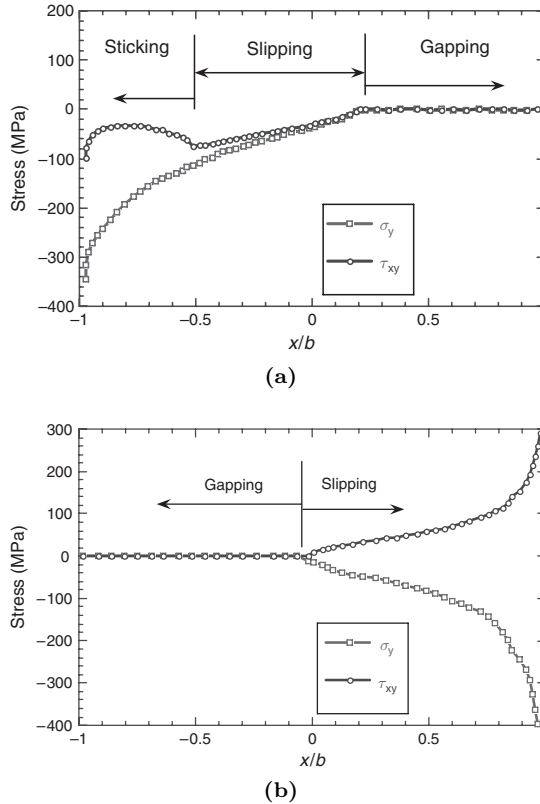 200
Sticking
Slipping
Gapping
100
0
−100
−200
−300
−400
Stress (MPa)
σy
τxy
−1
−0.5
0
0.5
x/b
(a)
300
200
Gapping
Slipping
100
0
−100
−200
−300
−400
Stress (MPa)
σy
τxy
−1
−0.5
0
0.5
x/b
(b)